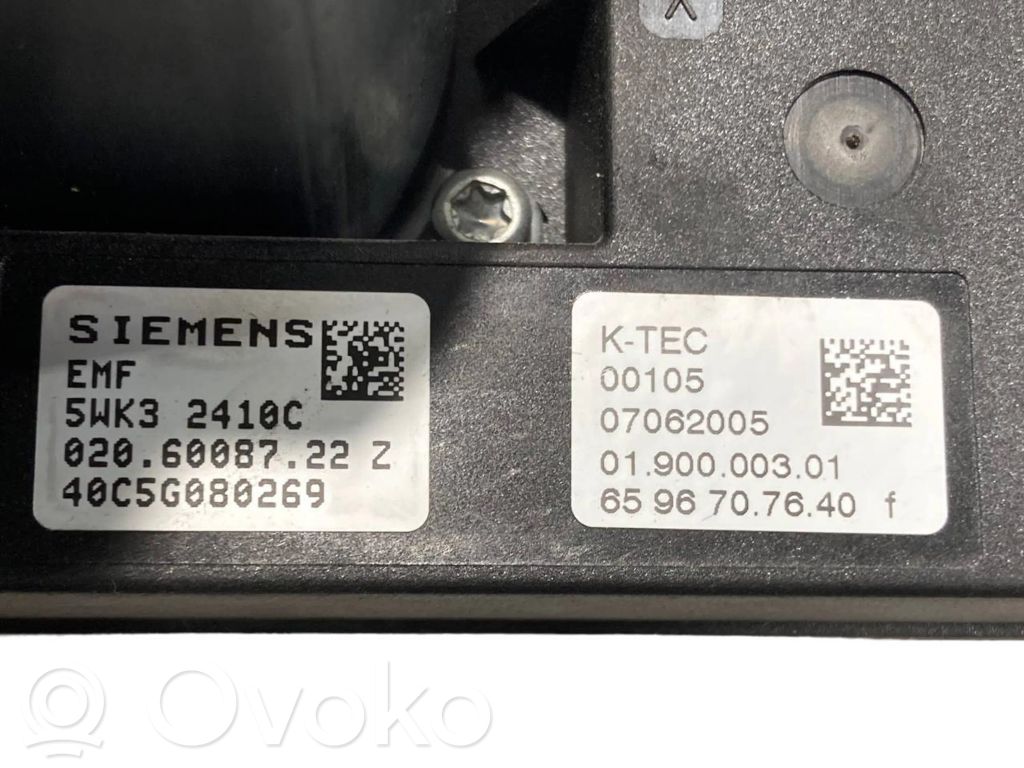 X
SIEMENS
EMF
5WK3 2410C
020.60087.22 Z
40C5G080269
K-TEC
00105
07062005
01.900.003.01
65 96 70.76.40 f
OVOKO